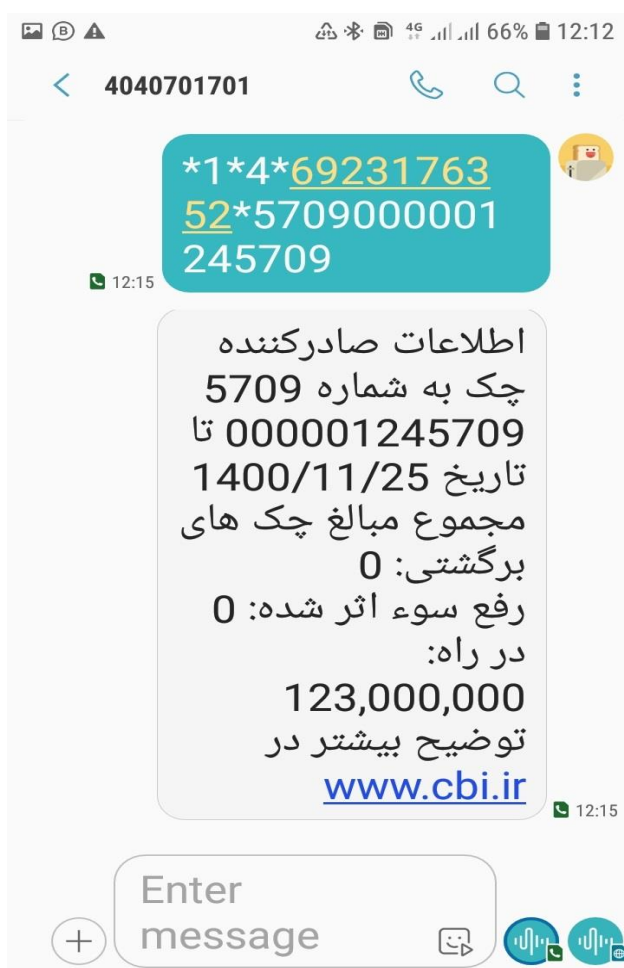 4G 66% 12:12
4040701701
*1*4*69231763
52*5709000001
245709
12:15
اطلاعات صادرکننده
چک به شماره 5709
000001245709 تا
تاریخ 1400/11/25
مجموع مبالغ چک های
برگشتی: 0
رفع سوء اثر شده: 0
در راه:
123,000,000
توضیح بیشتر در
www.cbi.ir
12:15
Enter
message